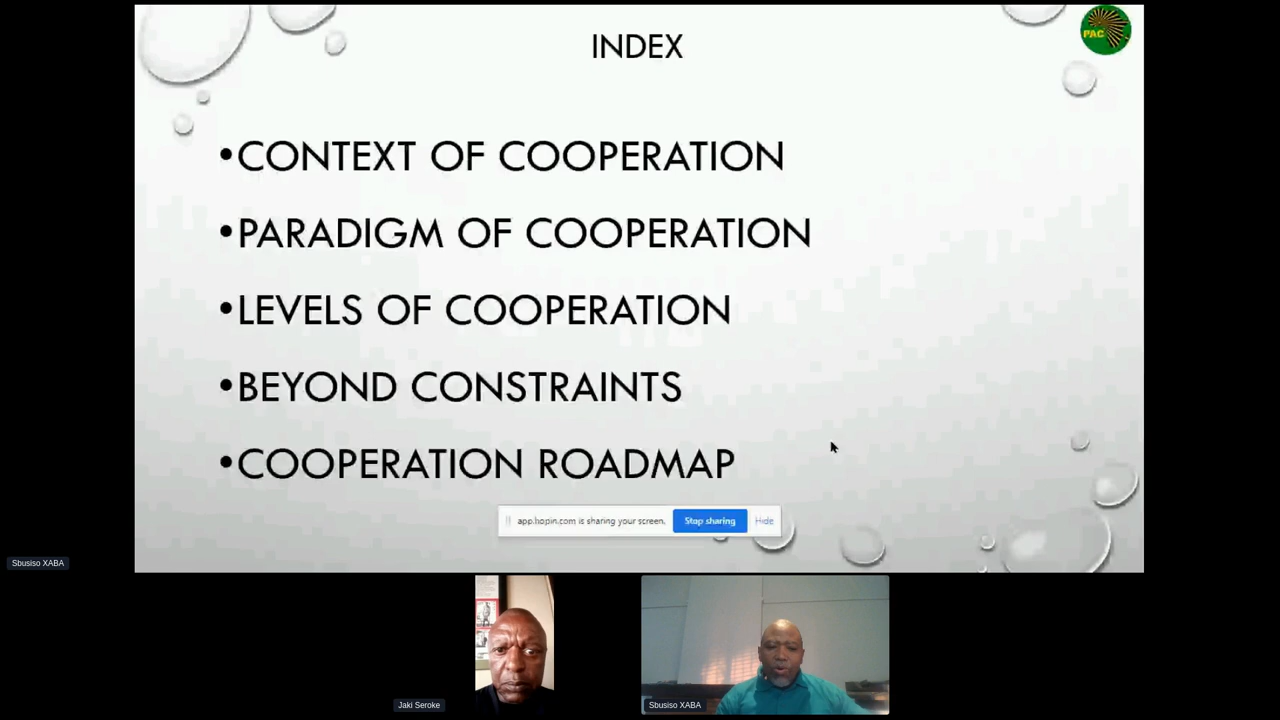 INDEX
PAC
•CONTEXT OF COOPERATION
•PARADIGM OF COOPERATION
•LEVELS OF COOPERATION
•BEYOND CONSTRAINTS
•COOPERATION ROADMAP
app.hopin.com is sharing your screen. Stop sharing Hide
Sbusiso XABA
Jaki Seroke
Sbusiso XABA